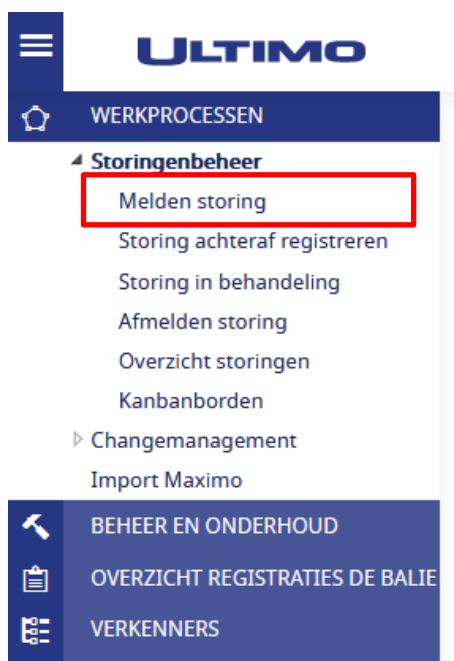 ULTIMO
WERKPROCESSEN
Storingenbeheer
Melden storing
Storing achteraf registreren
Storing in behandeling
Afmelden storing
Overzicht storingen
Kanbanborden
Changemanagement
Import Maximo
BEHEER EN ONDERHOUD
OVERZICHT REGISTRATIES DE BALIE
VERKENNERS